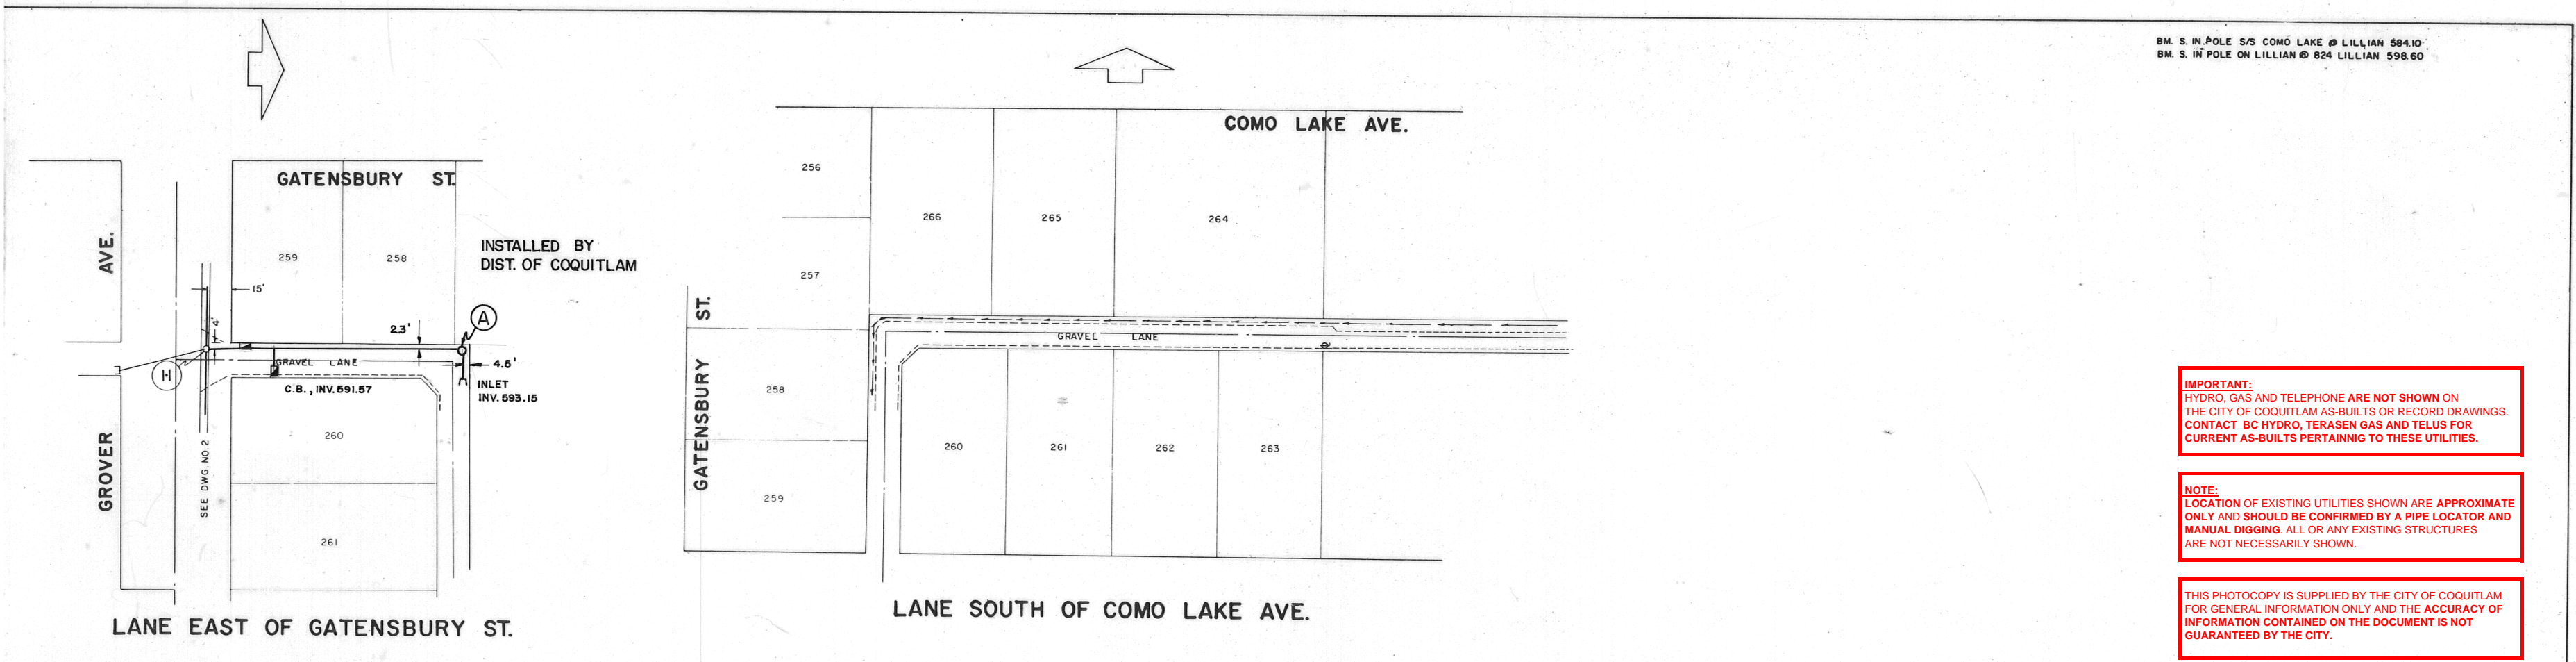 BM. S. IN POLE S/S COMO LAKE @ LILLIAN 584.10
BM. S. IN POLE ON LILLIAN @ 824 LILLIAN 598.60
GATENSBURY ST.
AVE.
GROVER
259
258
INSTALLED BY
DIST. OF COQUITLAM
15'
4'
2.3'
A
H
GRAVEL LANE
4.5'
C.B., INV. 591.57
INLET
INV. 593.15
SEE DWG. NO. 2
260
261
LANE EAST OF GATENSBURY ST.
COMO LAKE AVE.
256
266
265
264
257
GATENSBURY ST.
GRAVEL LANE
258
259
260
261
262
263
LANE SOUTH OF COMO LAKE AVE.
IMPORTANT:
HYDRO, GAS AND TELEPHONE ARE NOT SHOWN ON
THE CITY OF COQUITLAM AS-BUILTS OR RECORD DRAWINGS.
CONTACT BC HYDRO, TERASEN GAS AND TELUS FOR
CURRENT AS-BUILTS PERTAINNIG TO THESE UTILITIES.
NOTE:
LOCATION OF EXISTING UTILITIES SHOWN ARE APPROXIMATE
ONLY AND SHOULD BE CONFIRMED BY A PIPE LOCATOR AND
MANUAL DIGGING. ALL OR ANY EXISTING STRUCTURES
ARE NOT NECESSARILY SHOWN.
THIS PHOTOCOPY IS SUPPLIED BY THE CITY OF COQUITLAM
FOR GENERAL INFORMATION ONLY AND THE ACCURACY OF
INFORMATION CONTAINED ON THE DOCUMENT IS NOT
GUARANTEED BY THE CITY.